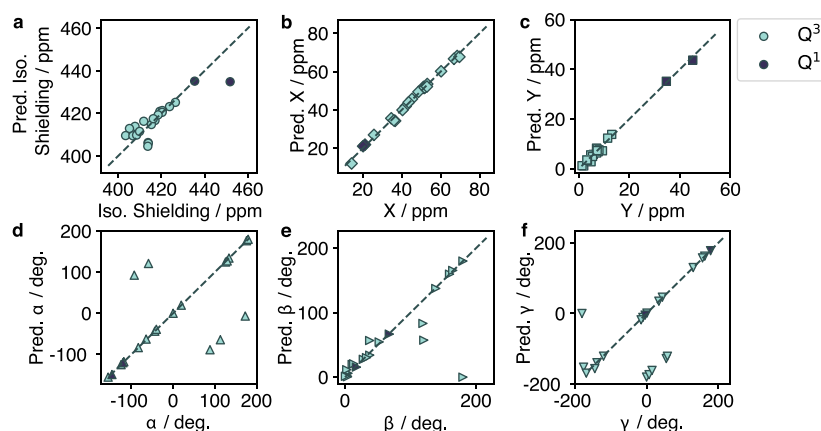 a
460
440
420
400
400 420 440 460
Pred. Iso.
Shielding / ppm
Iso. Shielding / ppm
b
80
60
40
20
20 40 60 80
Pred. X / ppm
X / ppm
c
60
40
20
0
0 20 40 60
Pred. Y / ppm
Y / ppm
Q³
Q¹
d
200
100
0
-100
-100 0 100 200
Pred. α / deg.
α / deg.
e
200
100
0
0 200
Pred. β / deg.
β / deg.
f
200
0
-200
-200 0 200
Pred. γ / deg.
γ / deg.